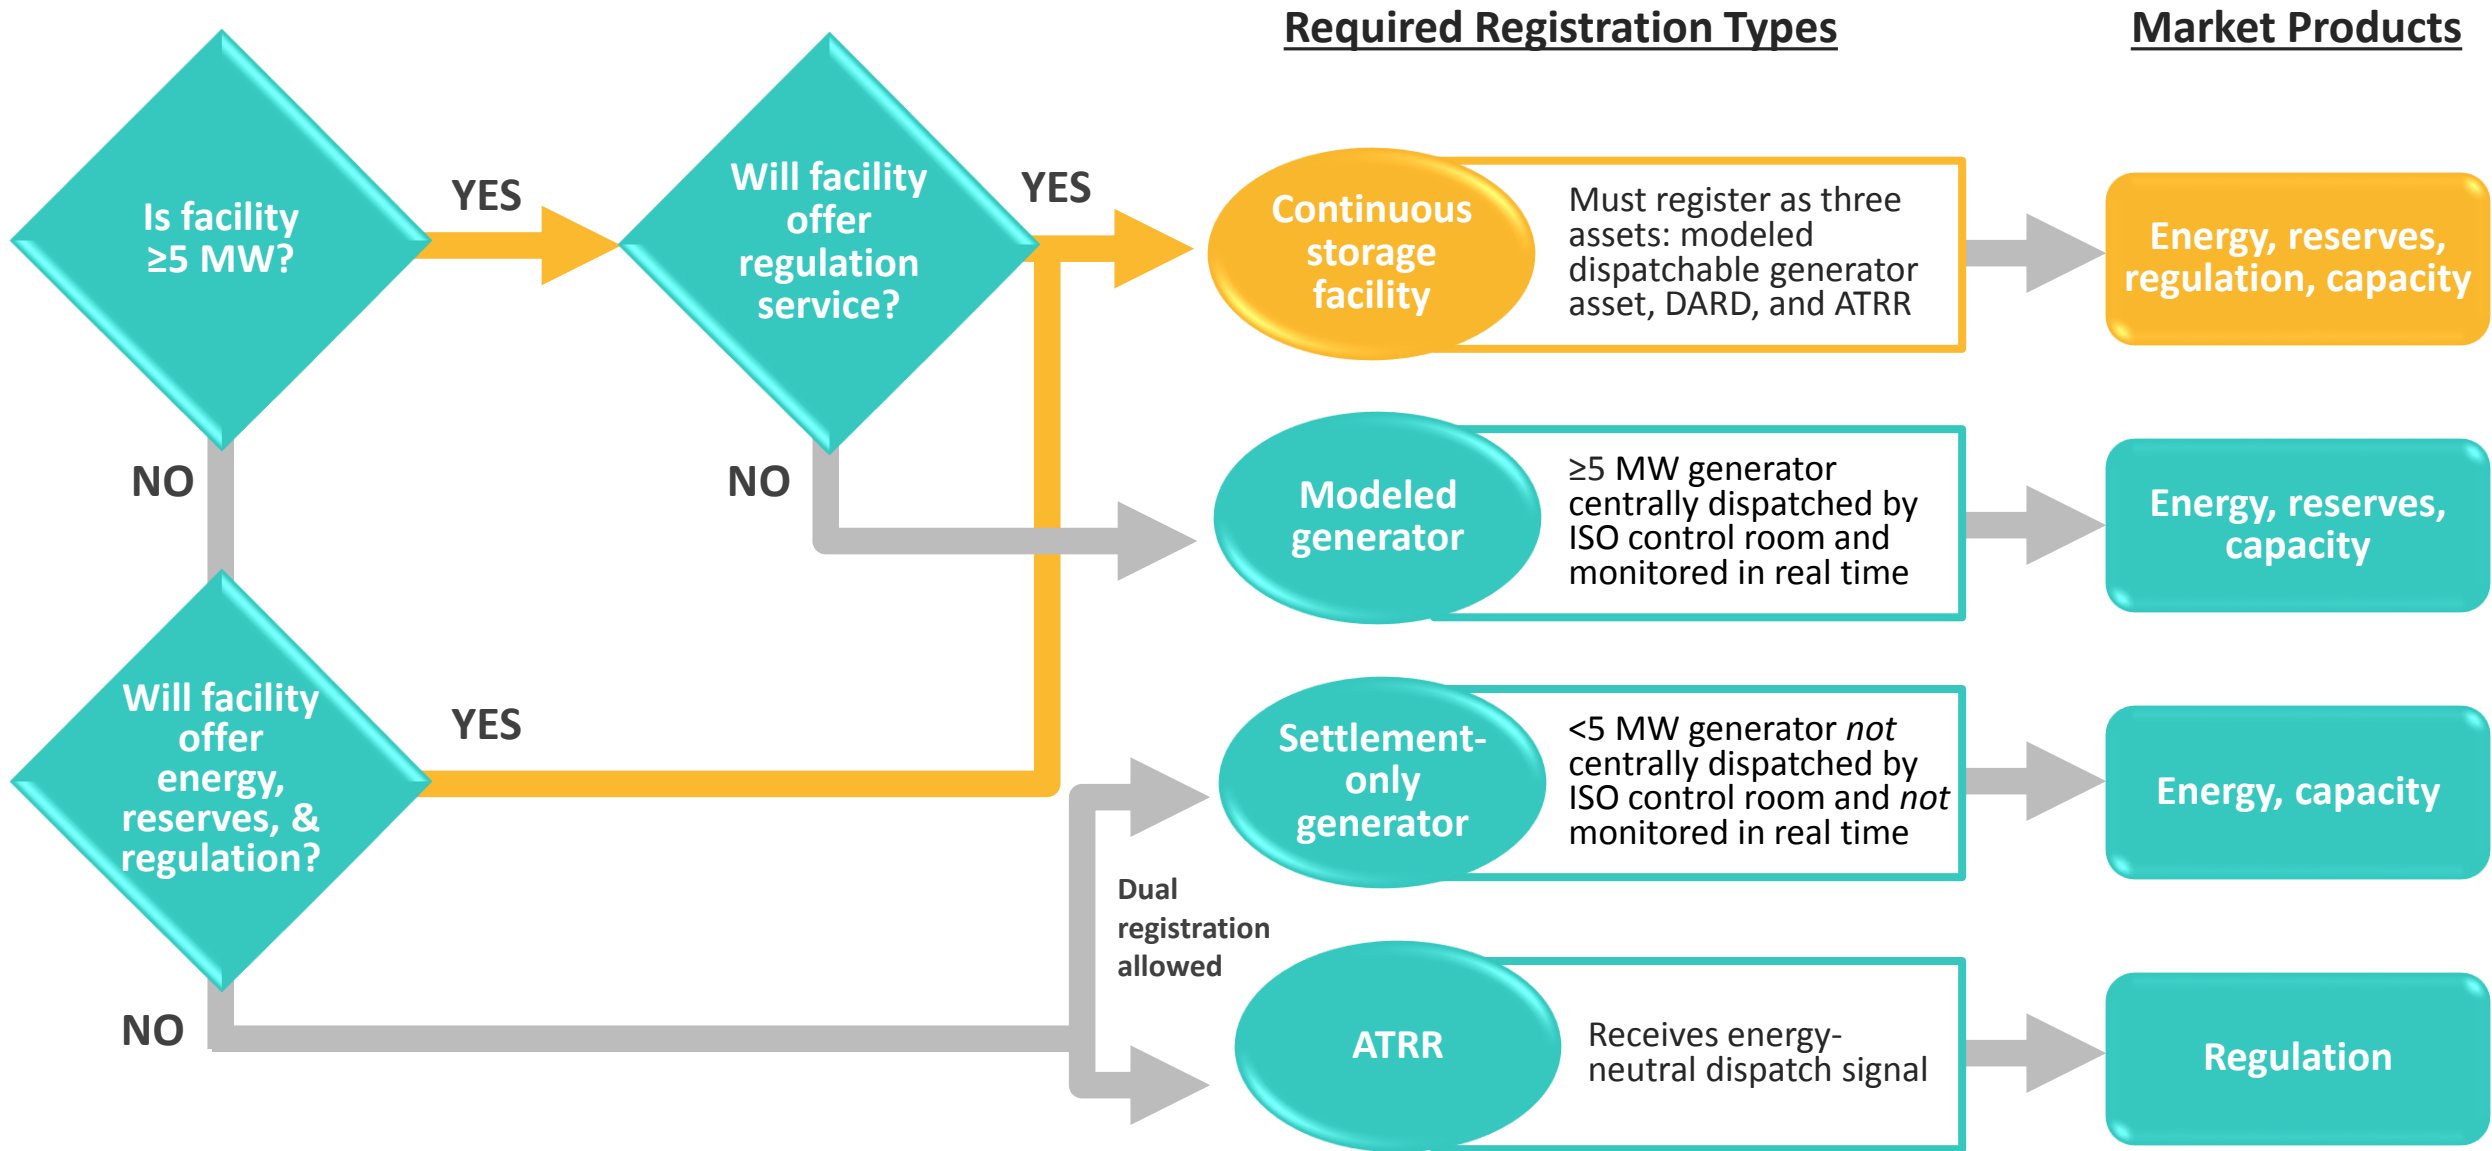 Required Registration Types
Market Products
Is facility
≥5 MW?
YES
Will facility
offer
regulation
service?
YES
Continuous
storage
facility
Must register as three
assets: modeled
dispatchable generator
asset, DARD, and ATRR
Energy, reserves,
regulation, capacity
NO
NO
Modeled
generator
≥5 MW generator
centrally dispatched by
ISO control room and
monitored in real time
Energy, reserves,
capacity
Will facility
offer
energy,
reserves, &
regulation?
YES
Settlement-
only
generator
<5 MW generator not
centrally dispatched by
ISO control room and not
monitored in real time
Energy, capacity
Dual
registration
allowed
NO
ATRR
Receives energy-
neutral dispatch signal
Regulation